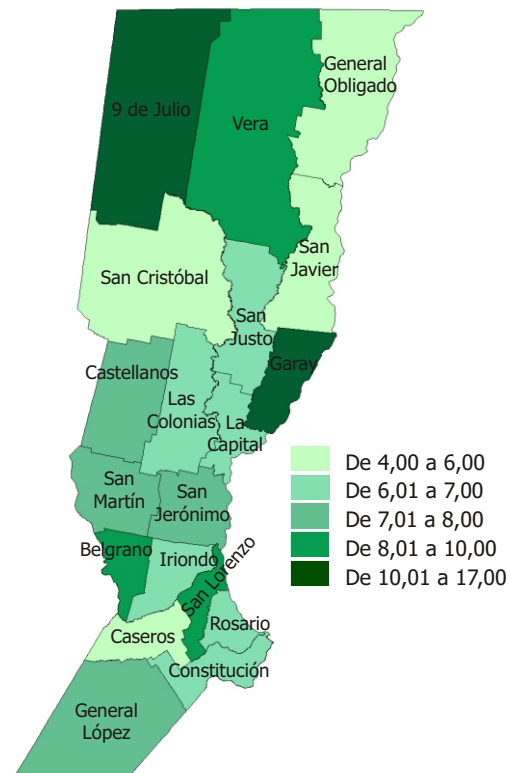 General
Obligado
9 de Julio
Vera
San
Javier
San Cristóbal
San
Justo
Garay
Castellanos
Las
Colonias
La
Capital
De 4,00 a 6,00
De 6,01 a 7,00
De 7,01 a 8,00
De 8,01 a 10,00
De 10,01 a 17,00
San
Martín
San
Jerónimo
Belgrano
Iriondo
San Lorenzo
Rosario
Caseros
Constitución
General
López